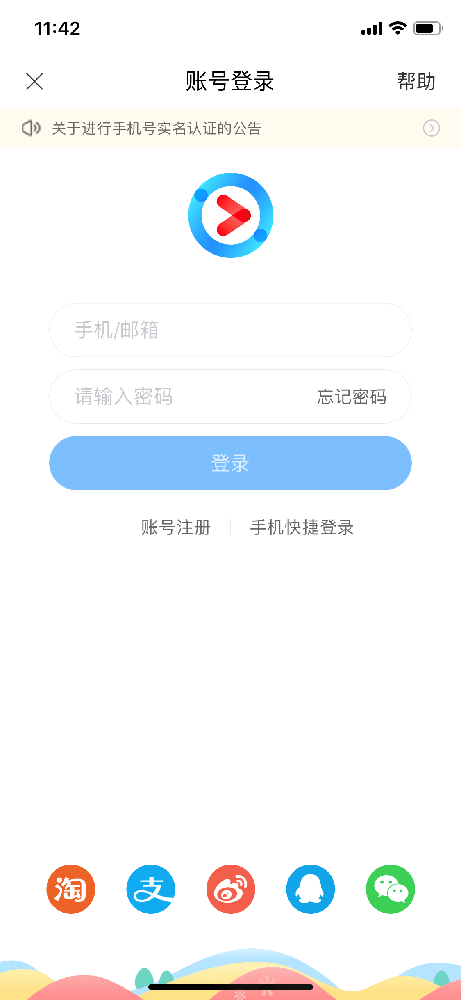 11:42
账号登录
帮助
关于进行手机号实名认证的公告
手机/邮箱
请输入密码
忘记密码
登录
账号注册
手机快捷登录
淘
支